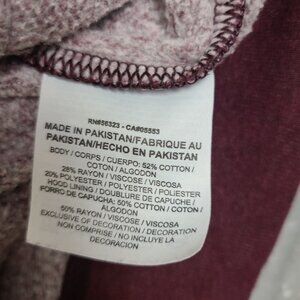 RN#56323 - CA#05553
MADE IN PAKISTAN/FABRIQUE AU
PAKISTAN/HECHO EN PAKISTAN
BODY / CORPS / CUERPO: 52% COTTON /
COTON / ALGODON
28% RAYON / VISCOSE / VISCOSA
20% POLYESTER / POLYESTER / POLIESTER
HOOD LINING / DOUBLURE DE CAPUCHE /
FORRO DE CAPUCHA: 50% COTTON / COTON /
ALGODON
50% RAYON / VISCOSE / VISCOSA
EXCLUSIVE OF DECORATION / DECORATION
NON COMPRISE / NO INCLUYE LA
DECORACION